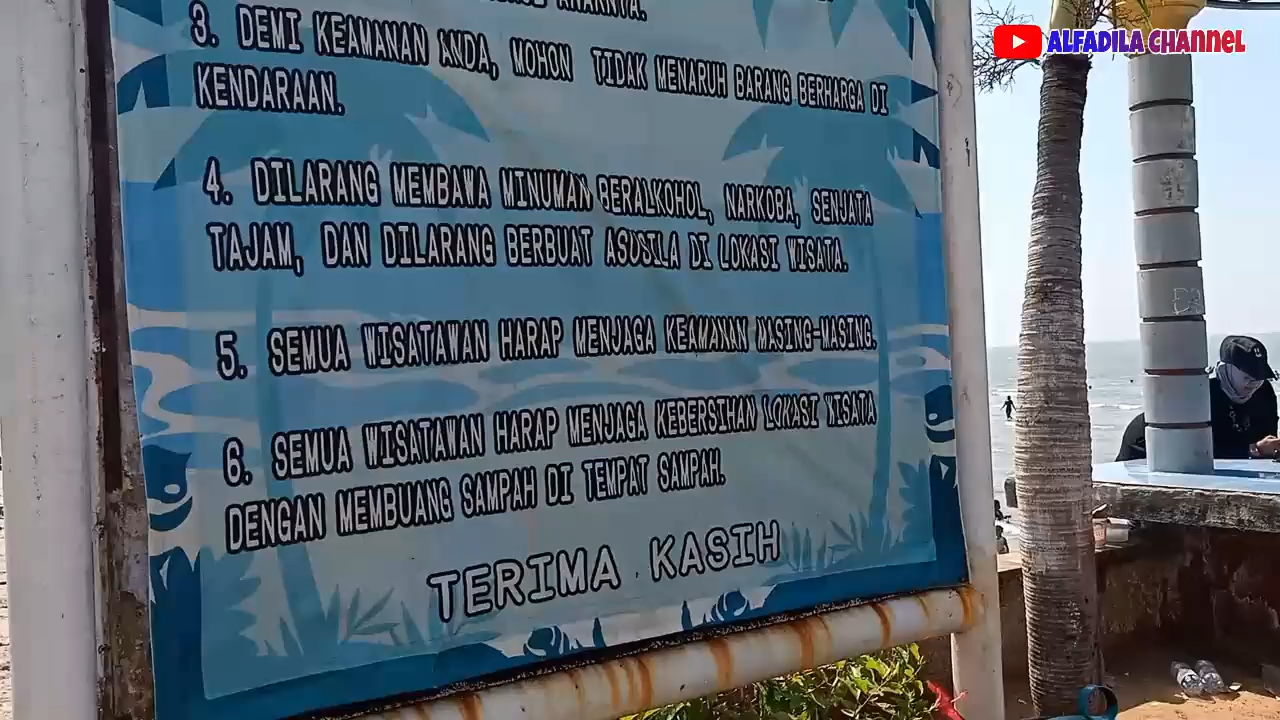 ALFADILA CHANNEL
3. DEMI KEAMANAN ANDA, MOHON TIDAK MENARUH BARANG BERHARGA DI
KENDARAAN.
4. DILARANG MEMBAWA MINUMAN BERALKOHOL, NARKOBA, SENJATA
TAJAM, DAN DILARANG BERBUAT ASUSILA DI LOKASI WISATA.
5. SEMUA WISATAWAN HARAP MENJAGA KEAMANAN MASING-MASING.
6. SEMUA WISATAWAN HARAP MENJAGA KEBERSIHAN LOKASI WISATA
DENGAN MEMBUANG SAMPAH DI TEMPAT SAMPAH.
TERIMA KASIH